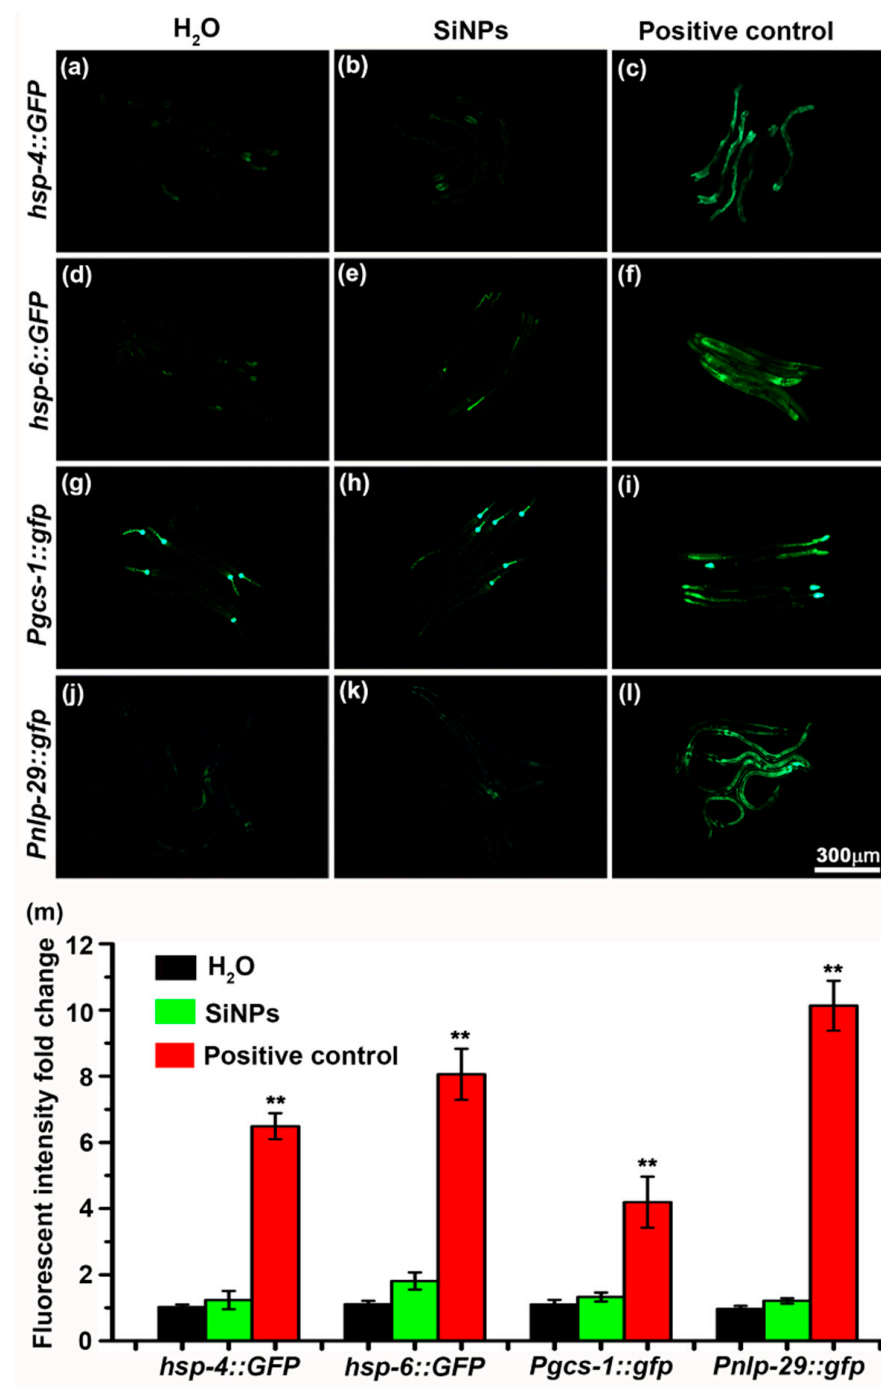 H2O SiNPs Positive control
hsp-4::GFP (a) (b) (c)
hsp-6::GFP (d) (e) (f)
Pgcs-1::gfp (g) (h) (i)
Pnlp-29::gfp (j) (k) (l)
300μm
(m)
Fluorescent intensity fold change
12
10
8
6
4
2
0
H2O
SiNPs
Positive control
** ** ** **
hsp-4::GFP hsp-6::GFP Pgcs-1::gfp Pnlp-29::gfp